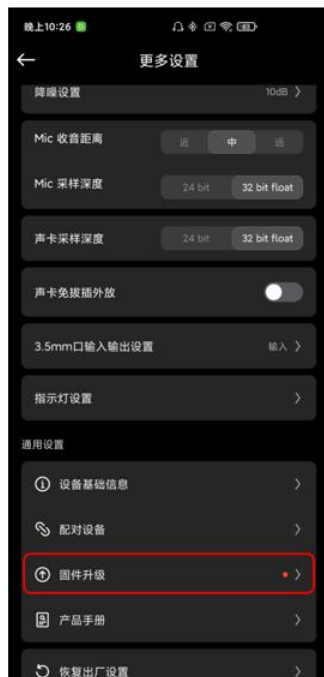 晚上10:26
63
更多设置
降噪设置 10dB
Mic 收音距离 近 中 远
Mic 采样深度 24 bit 32 bit float
声卡采样深度 24 bit 32 bit float
声卡免拔插外放
3.5mm口输入输出设置 输入
指示灯设置
通用设置
设备基础信息
配对设备
固件升级
产品手册
恢复出厂设置